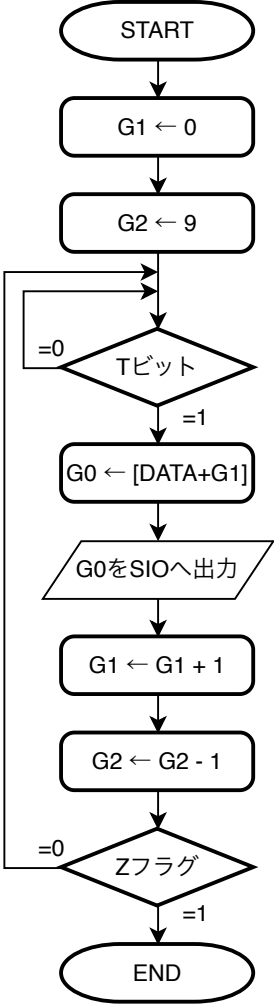 START
G1 ← 0
G2 ← 9
=0
Tビット
=1
G0 ← [DATA+G1]
G0をSIOへ出力
G1 ← G1 + 1
G2 ← G2 - 1
=0
Zフラグ
=1
END